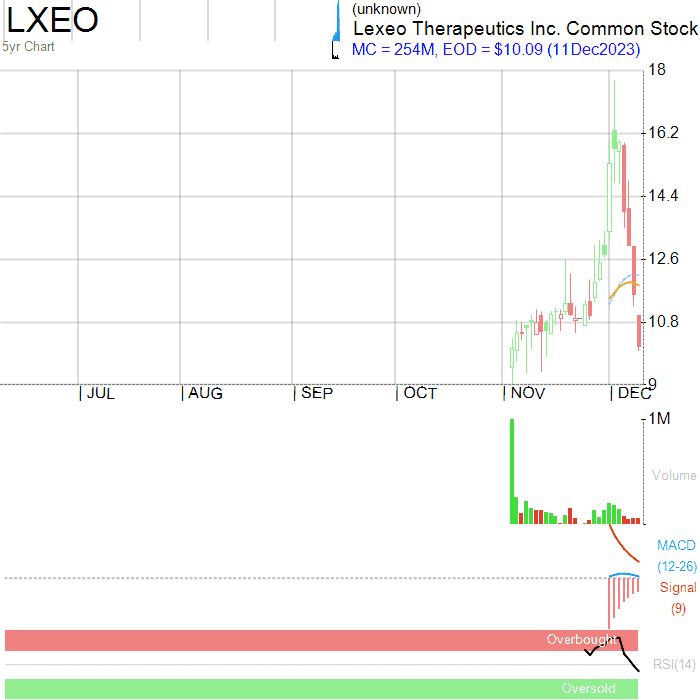 LXEO
(unknown)
Lexeo Therapeutics Inc. Common Stock
5yr Chart
MC = 254M, EOD = $10.09 (11Dec2023)
18
16.2
14.4
12.6
10.8
9
JUL AUG SEP OCT NOV DEC
1M
Volume
MACD
(12-26)
Signal
(9)
Overbought
RSI(14)
Oversold